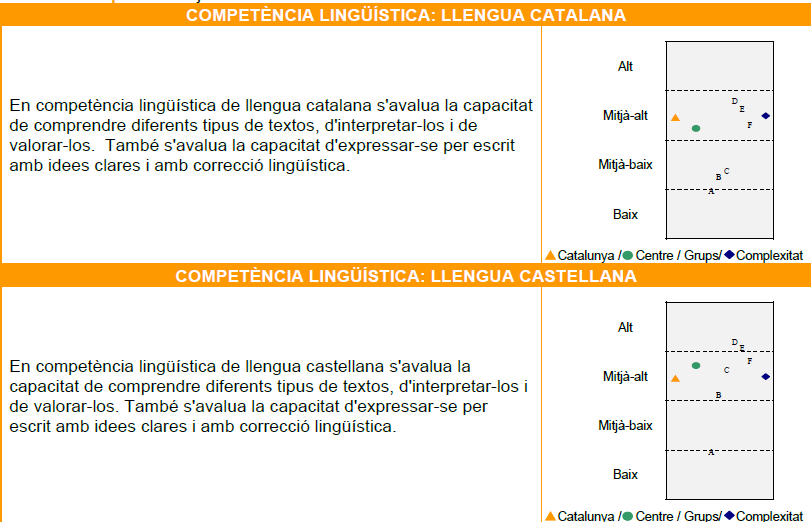 COMPETÈNCIA LINGÜÍSTICA: LLENGUA CATALANA
En competència lingüística de llengua catalana s'avalua la capacitat
de comprendre diferents tipus de textos, d'interpretar-los i de
valorar-los. També s'avalua la capacitat d'expressar-se per escrit
amb idees clares i amb correcció lingüística.
Alt
Mitjà-alt
Mitjà-baix
Baix
D
E
F
C
B
A
Catalunya / Centre / Grups/ Complexitat
COMPETÈNCIA LINGÜÍSTICA: LLENGUA CASTELLANA
En competència lingüística de llengua castellana s'avalua la
capacitat de comprendre diferents tipus de textos, d'interpretar-los i
de valorar-los. També s'avalua la capacitat d'expressar-se per
escrit amb idees clares i amb correcció lingüística.
Alt
Mitjà-alt
Mitjà-baix
Baix
D
E
F
C
B
A
Catalunya / Centre / Grups/ Complexitat